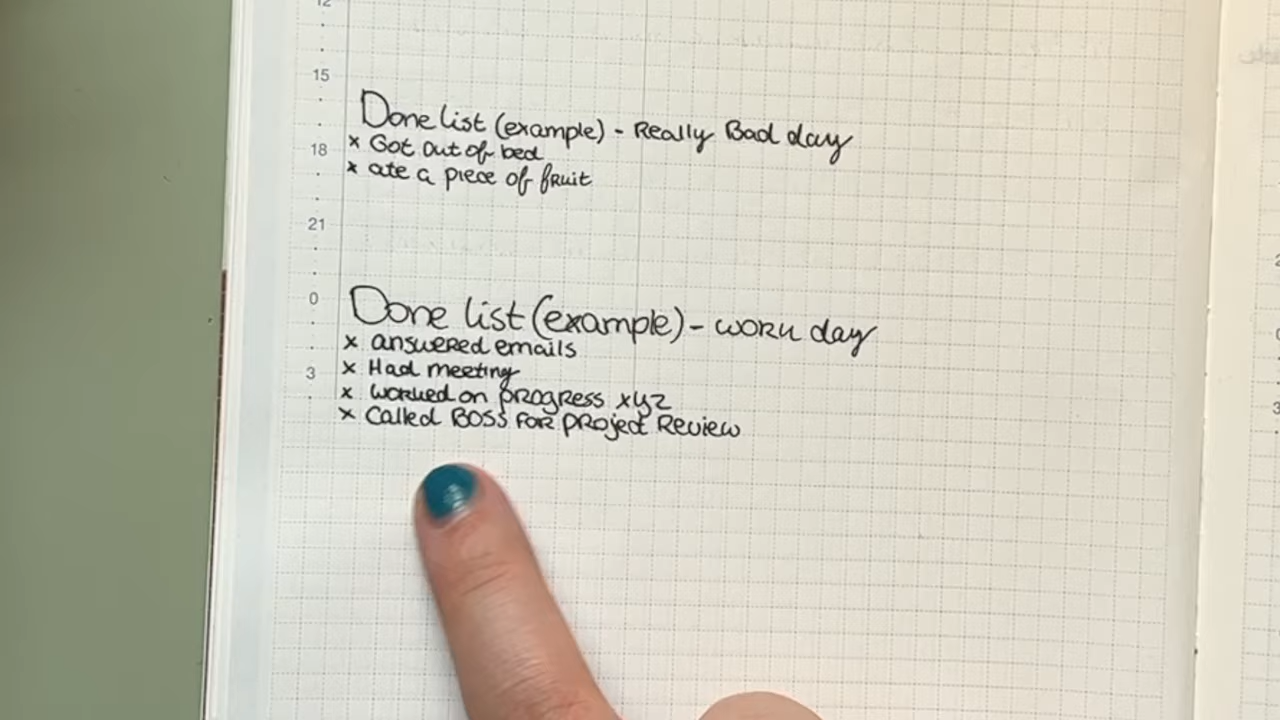 12
15
Done list (example) - Really Bad day
× Got out of bed
18
× ate a piece of fruit
21
0
Done list (example) - work day
× answered emails
× Had meeting
3
× worked on progress xyz
× Called Boss for project Review